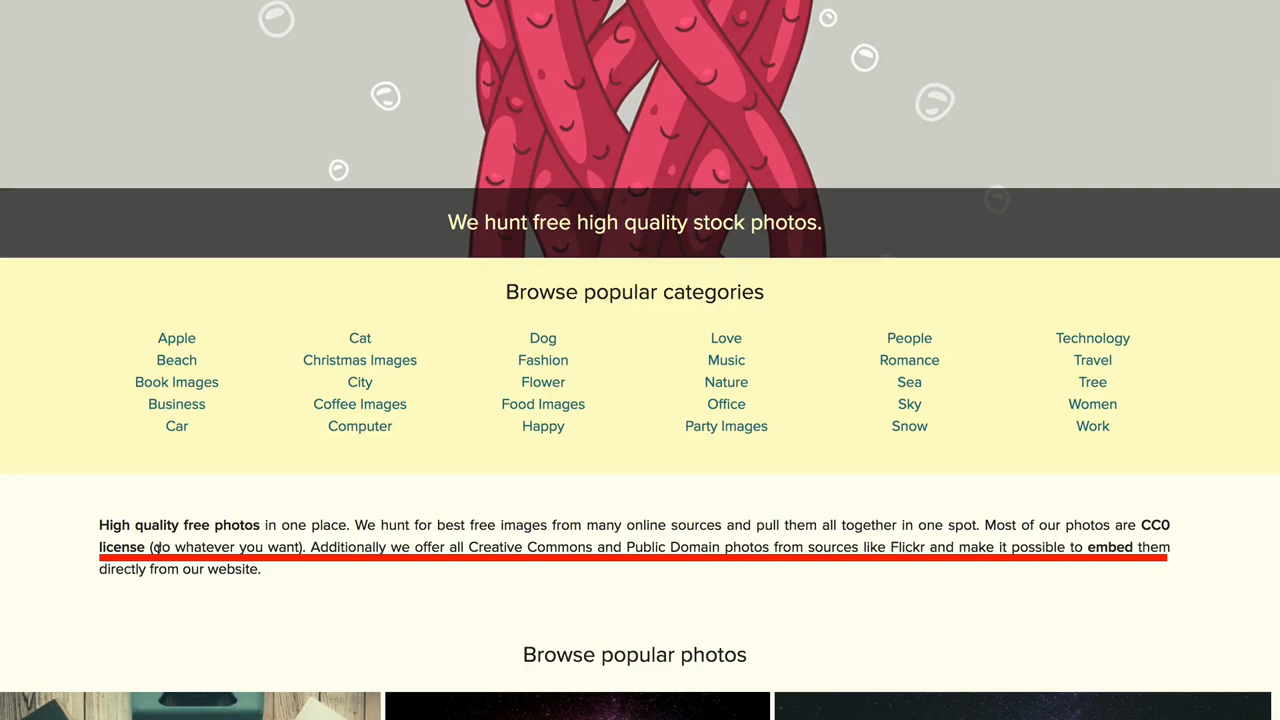 We hunt free high quality stock photos.
Browse popular categories
Apple Cat Dog Love People Technology
Beach Christmas Images Fashion Music Romance Travel
Book Images City Flower Nature Sea Tree
Business Coffee Images Food Images Office Sky Women
Car Computer Happy Party Images Snow Work
High quality free photos in one place. We hunt for best free images from many online sources and pull them all together in one spot. Most of our photos are CC0
license (do whatever you want). Additionally we offer all Creative Commons and Public Domain photos from sources like Flickr and make it possible to embed them
directly from our website.
Browse popular photos